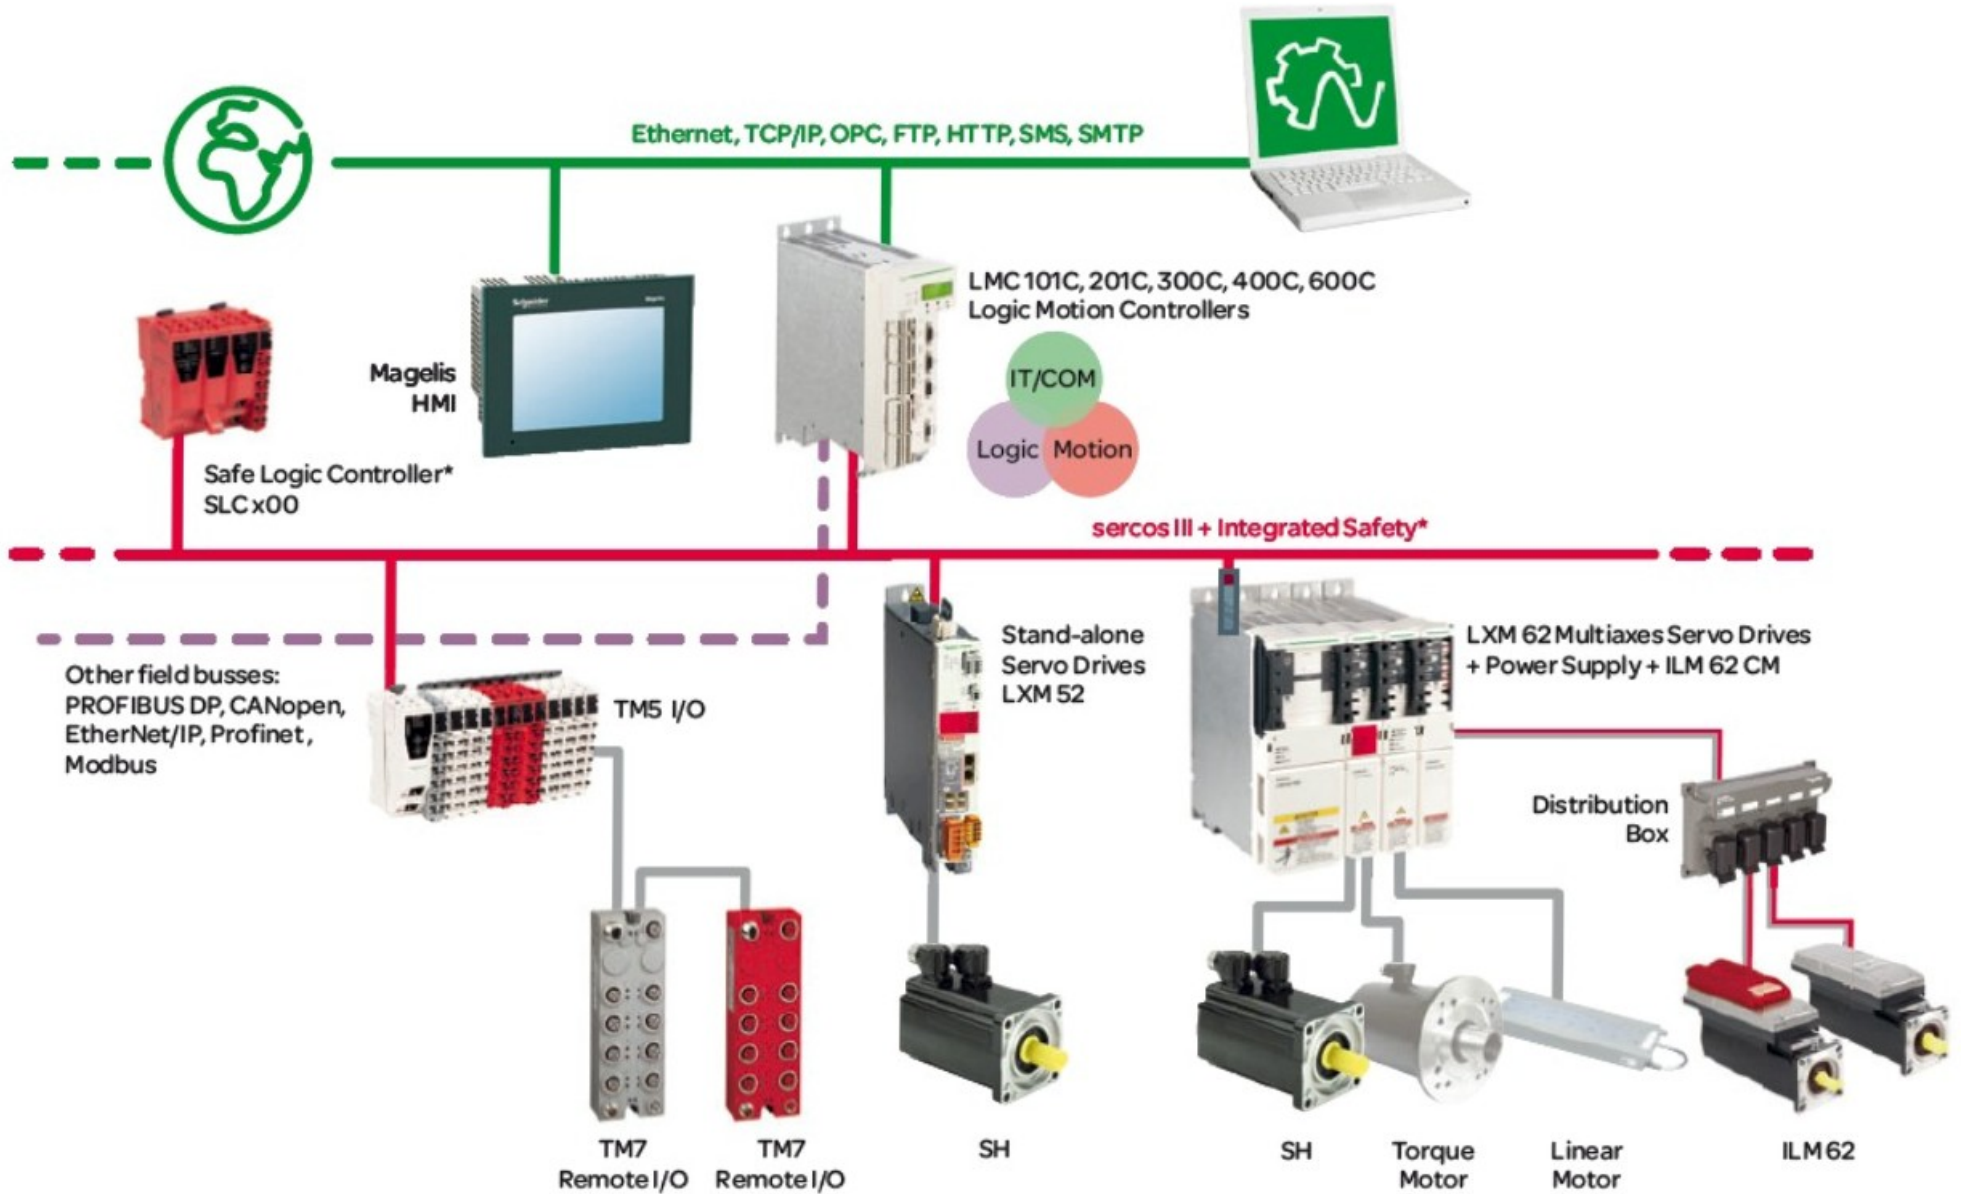 Ethernet, TCP/IP, OPC, FTP, HTTP, SMS, SMTP
Schneider
Magelis
HMI
LMC 101C, 201C, 300C, 400C, 600C
Logic Motion Controllers
IT/COM
Logic
Motion
Safe Logic Controller*
SLC x00
sercos III + Integrated Safety*
Other field busses:
PROFIBUS DP, CANopen,
EtherNet/IP, Profinet,
Modbus
TM5 I/O
Stand-alone
Servo Drives
LXM 52
LXM 62 Multiaxes Servo Drives
+ Power Supply + ILM 62 CM
Distribution
Box
TM7
Remote I/O
TM7
Remote I/O
SH
SH
Torque
Motor
Linear
Motor
ILM 62